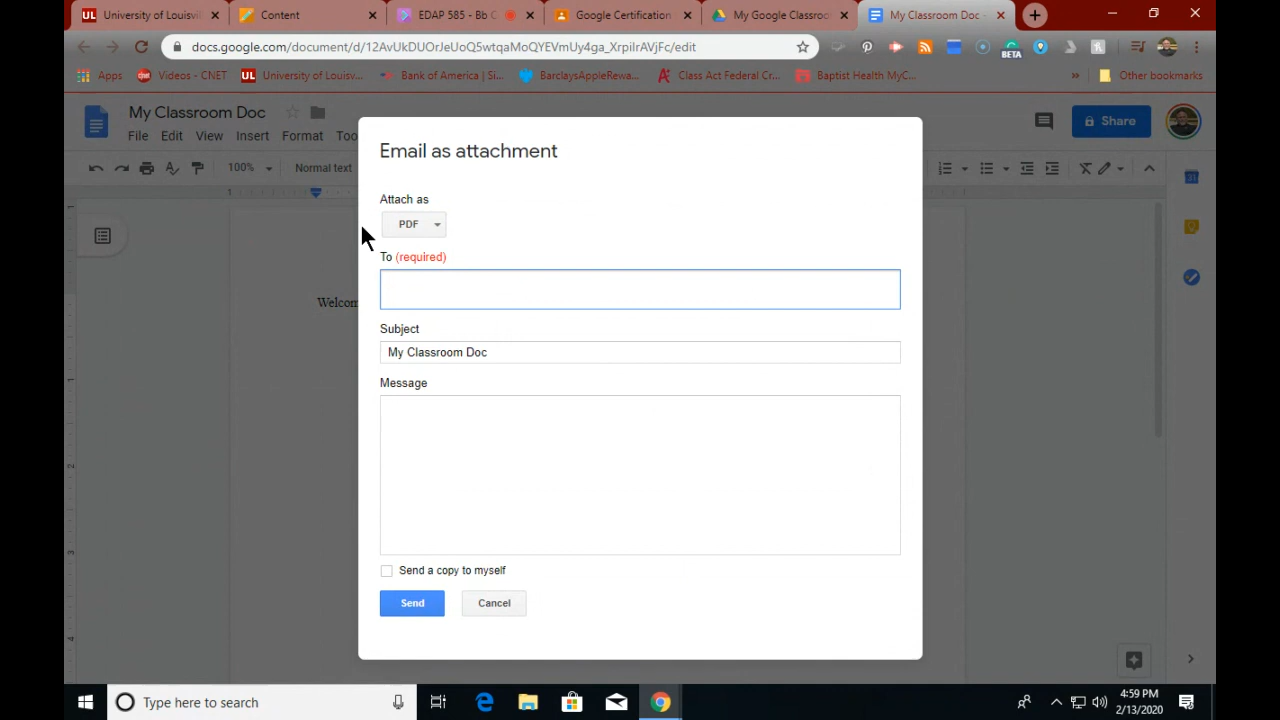 University of Louisvill
Content
EDAP 585 - Bb C
Google Certification
My Google Classroo
My Classroom Doc -
docs.google.com/document/d/12AvUkDUOrJeUoQ5wtqaMoQYEVmUy4ga_XrpiIrAVjFc/edit
BETA
Apps
Videos - CNET
University of Louisv...
Bank of America | Si...
BarclaysAppleRewa...
Class Act Federal Cr...
Baptist Health MyC...
»
Other bookmarks
My Classroom Doc
File Edit View Insert Format Too
Share
100%
Normal text
Email as attachment
Attach as
PDF
To (required)
Welcom
Subject
My Classroom Doc
Message
Send a copy to myself
Send
Cancel
Type here to search
4:59 PM
2/13/2020